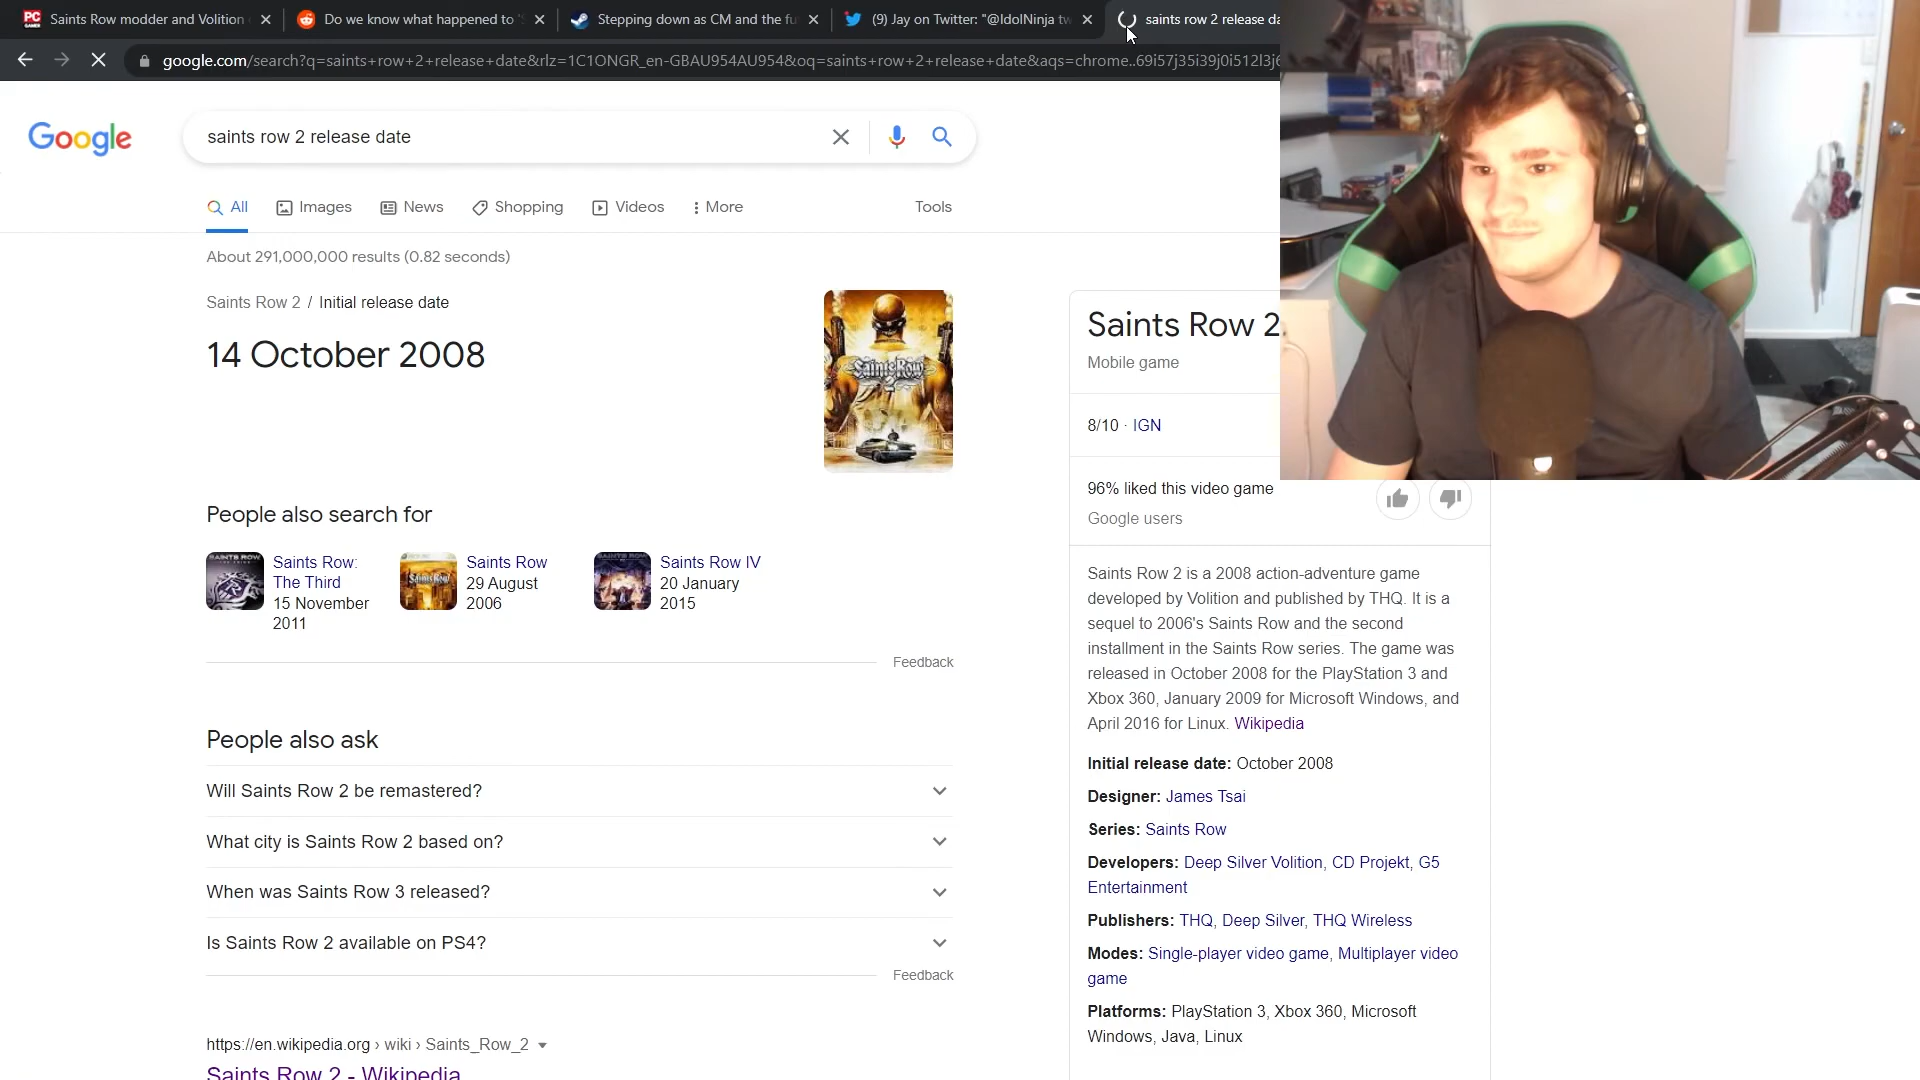 PC GAMES Saints Row modder and Volition
Do we know what happened to 'S
Stepping down as CM and the fu
(9) Jay on Twitter: "@IdolNinja tw
saints row 2 release da
google.com/search?q=saints+row+2+release+date&rlz=1C1ONGR_en-GBAU954AU954&oq=saints+row+2+release+date&aqs=chrome..69i57j35i39j0i512l3j6
Google
saints row 2 release date
All Images News Shopping Videos More Tools
About 291,000,000 results (0.82 seconds)
Saints Row 2 / Initial release date
14 October 2008
Saints Row 2
People also search for
Saints Row:
The Third
15 November
2011
Saints Row
29 August
2006
Saints Row IV
20 January
2015
Feedback
People also ask
Will Saints Row 2 be remastered?
What city is Saints Row 2 based on?
When was Saints Row 3 released?
Is Saints Row 2 available on PS4?
Feedback
https://en.wikipedia.org › wiki › Saints_Row_2
Saints Row 2 - Wikipedia
Saints Row 2
Mobile game
8/10 · IGN
96% liked this video game
Google users
Saints Row 2 is a 2008 action-adventure game
developed by Volition and published by THQ. It is a
sequel to 2006's Saints Row and the second
installment in the Saints Row series. The game was
released in October 2008 for the PlayStation 3 and
Xbox 360, January 2009 for Microsoft Windows, and
April 2016 for Linux. Wikipedia
Initial release date: October 2008
Designer: James Tsai
Series: Saints Row
Developers: Deep Silver Volition, CD Projekt, G5
Entertainment
Publishers: THQ, Deep Silver, THQ Wireless
Modes: Single-player video game, Multiplayer video
game
Platforms: PlayStation 3, Xbox 360, Microsoft
Windows, Java, Linux